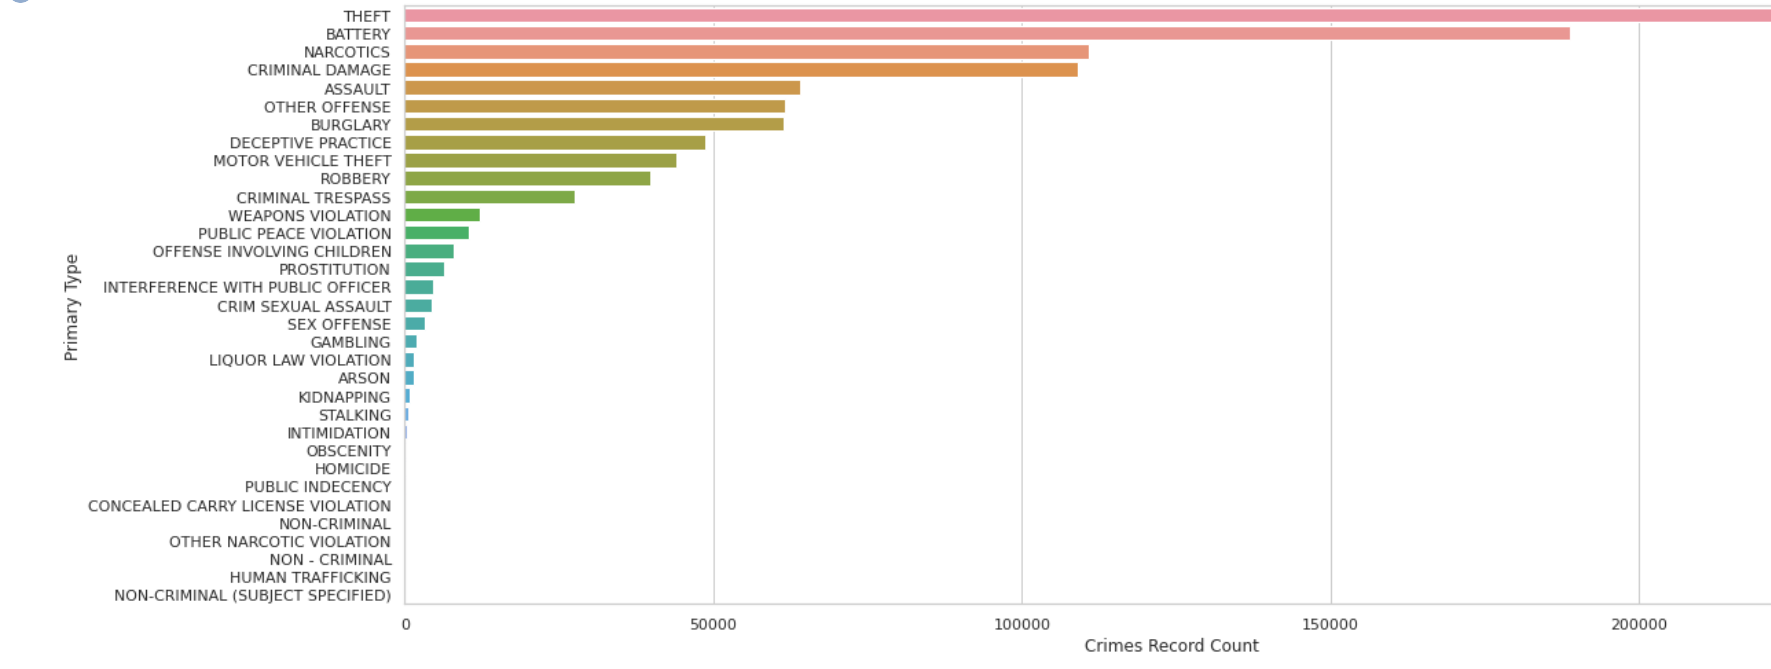 THEFT
BATTERY
NARCOTICS
CRIMINAL DAMAGE
ASSAULT
OTHER OFFENSE
BURGLARY
DECEPTIVE PRACTICE
MOTOR VEHICLE THEFT
ROBBERY
CRIMINAL TRESPASS
WEAPONS VIOLATION
PUBLIC PEACE VIOLATION
OFFENSE INVOLVING CHILDREN
PROSTITUTION
INTERFERENCE WITH PUBLIC OFFICER
CRIM SEXUAL ASSAULT
SEX OFFENSE
GAMBLING
LIQUOR LAW VIOLATION
ARSON
KIDNAPPING
STALKING
INTIMIDATION
OBSCENITY
HOMICIDE
PUBLIC INDECENCY
CONCEALED CARRY LICENSE VIOLATION
NON-CRIMINAL
OTHER NARCOTIC VIOLATION
NON - CRIMINAL
HUMAN TRAFFICKING
NON-CRIMINAL (SUBJECT SPECIFIED)
Primary Type
0 50000 100000 150000 200000
Crimes Record Count